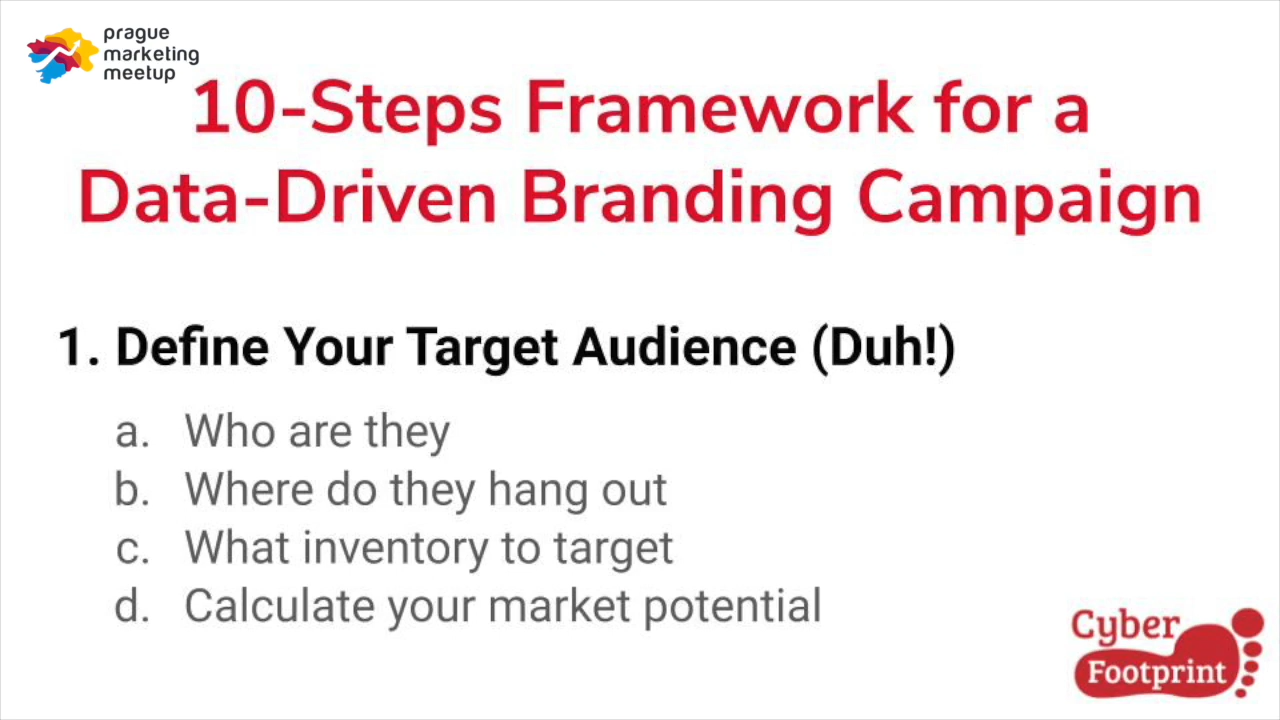 prague
marketing
meetup
10-Steps Framework for a
Data-Driven Branding Campaign
1. Define Your Target Audience (Duh!)
a. Who are they
b. Where do they hang out
c. What inventory to target
d. Calculate your market potential
Cyber
Footprint